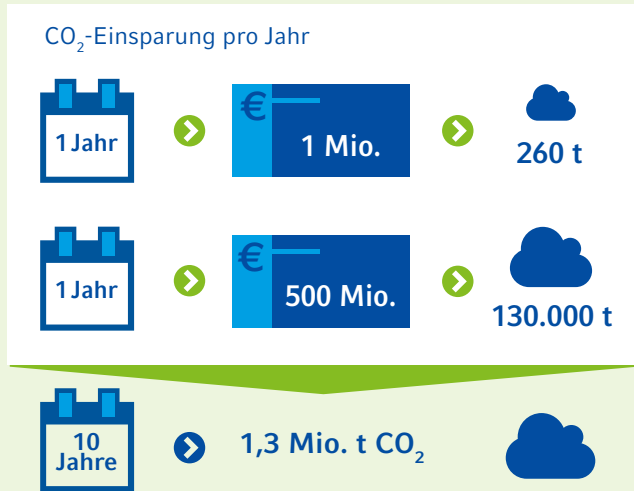 CO₂-Einsparung pro Jahr
1 Jahr
€
1 Mio.
260 t
1 Jahr
€
500 Mio.
130.000 t
10
Jahre
1,3 Mio. t CO₂